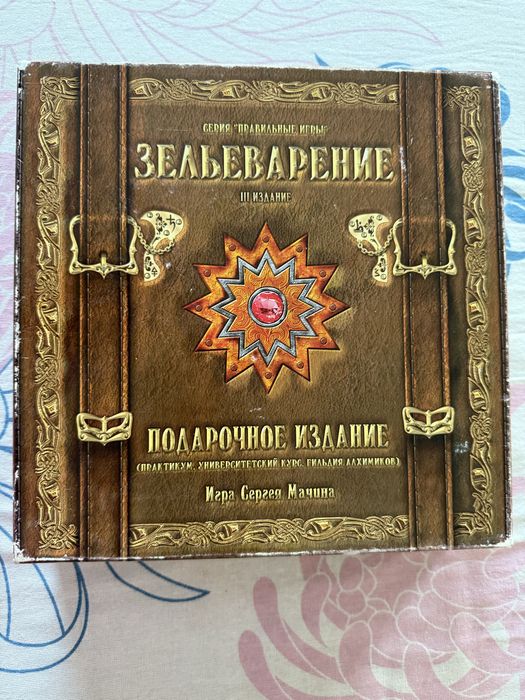 СЕРИЯ "ПРАВИЛЬНЫЕ ИГРЫ"
ЗЕЛЬЕВАРЕНИЕ
III ИЗДАНИЕ
ПОДАРОЧНОЕ ИЗДАНИЕ
(ПРАКТИКУМ, УНИВЕРСИТЕТСКИЙ КУРС, ГИЛЬДИЯ АЛХИМИКОВ)
Игра Сергея Мачина